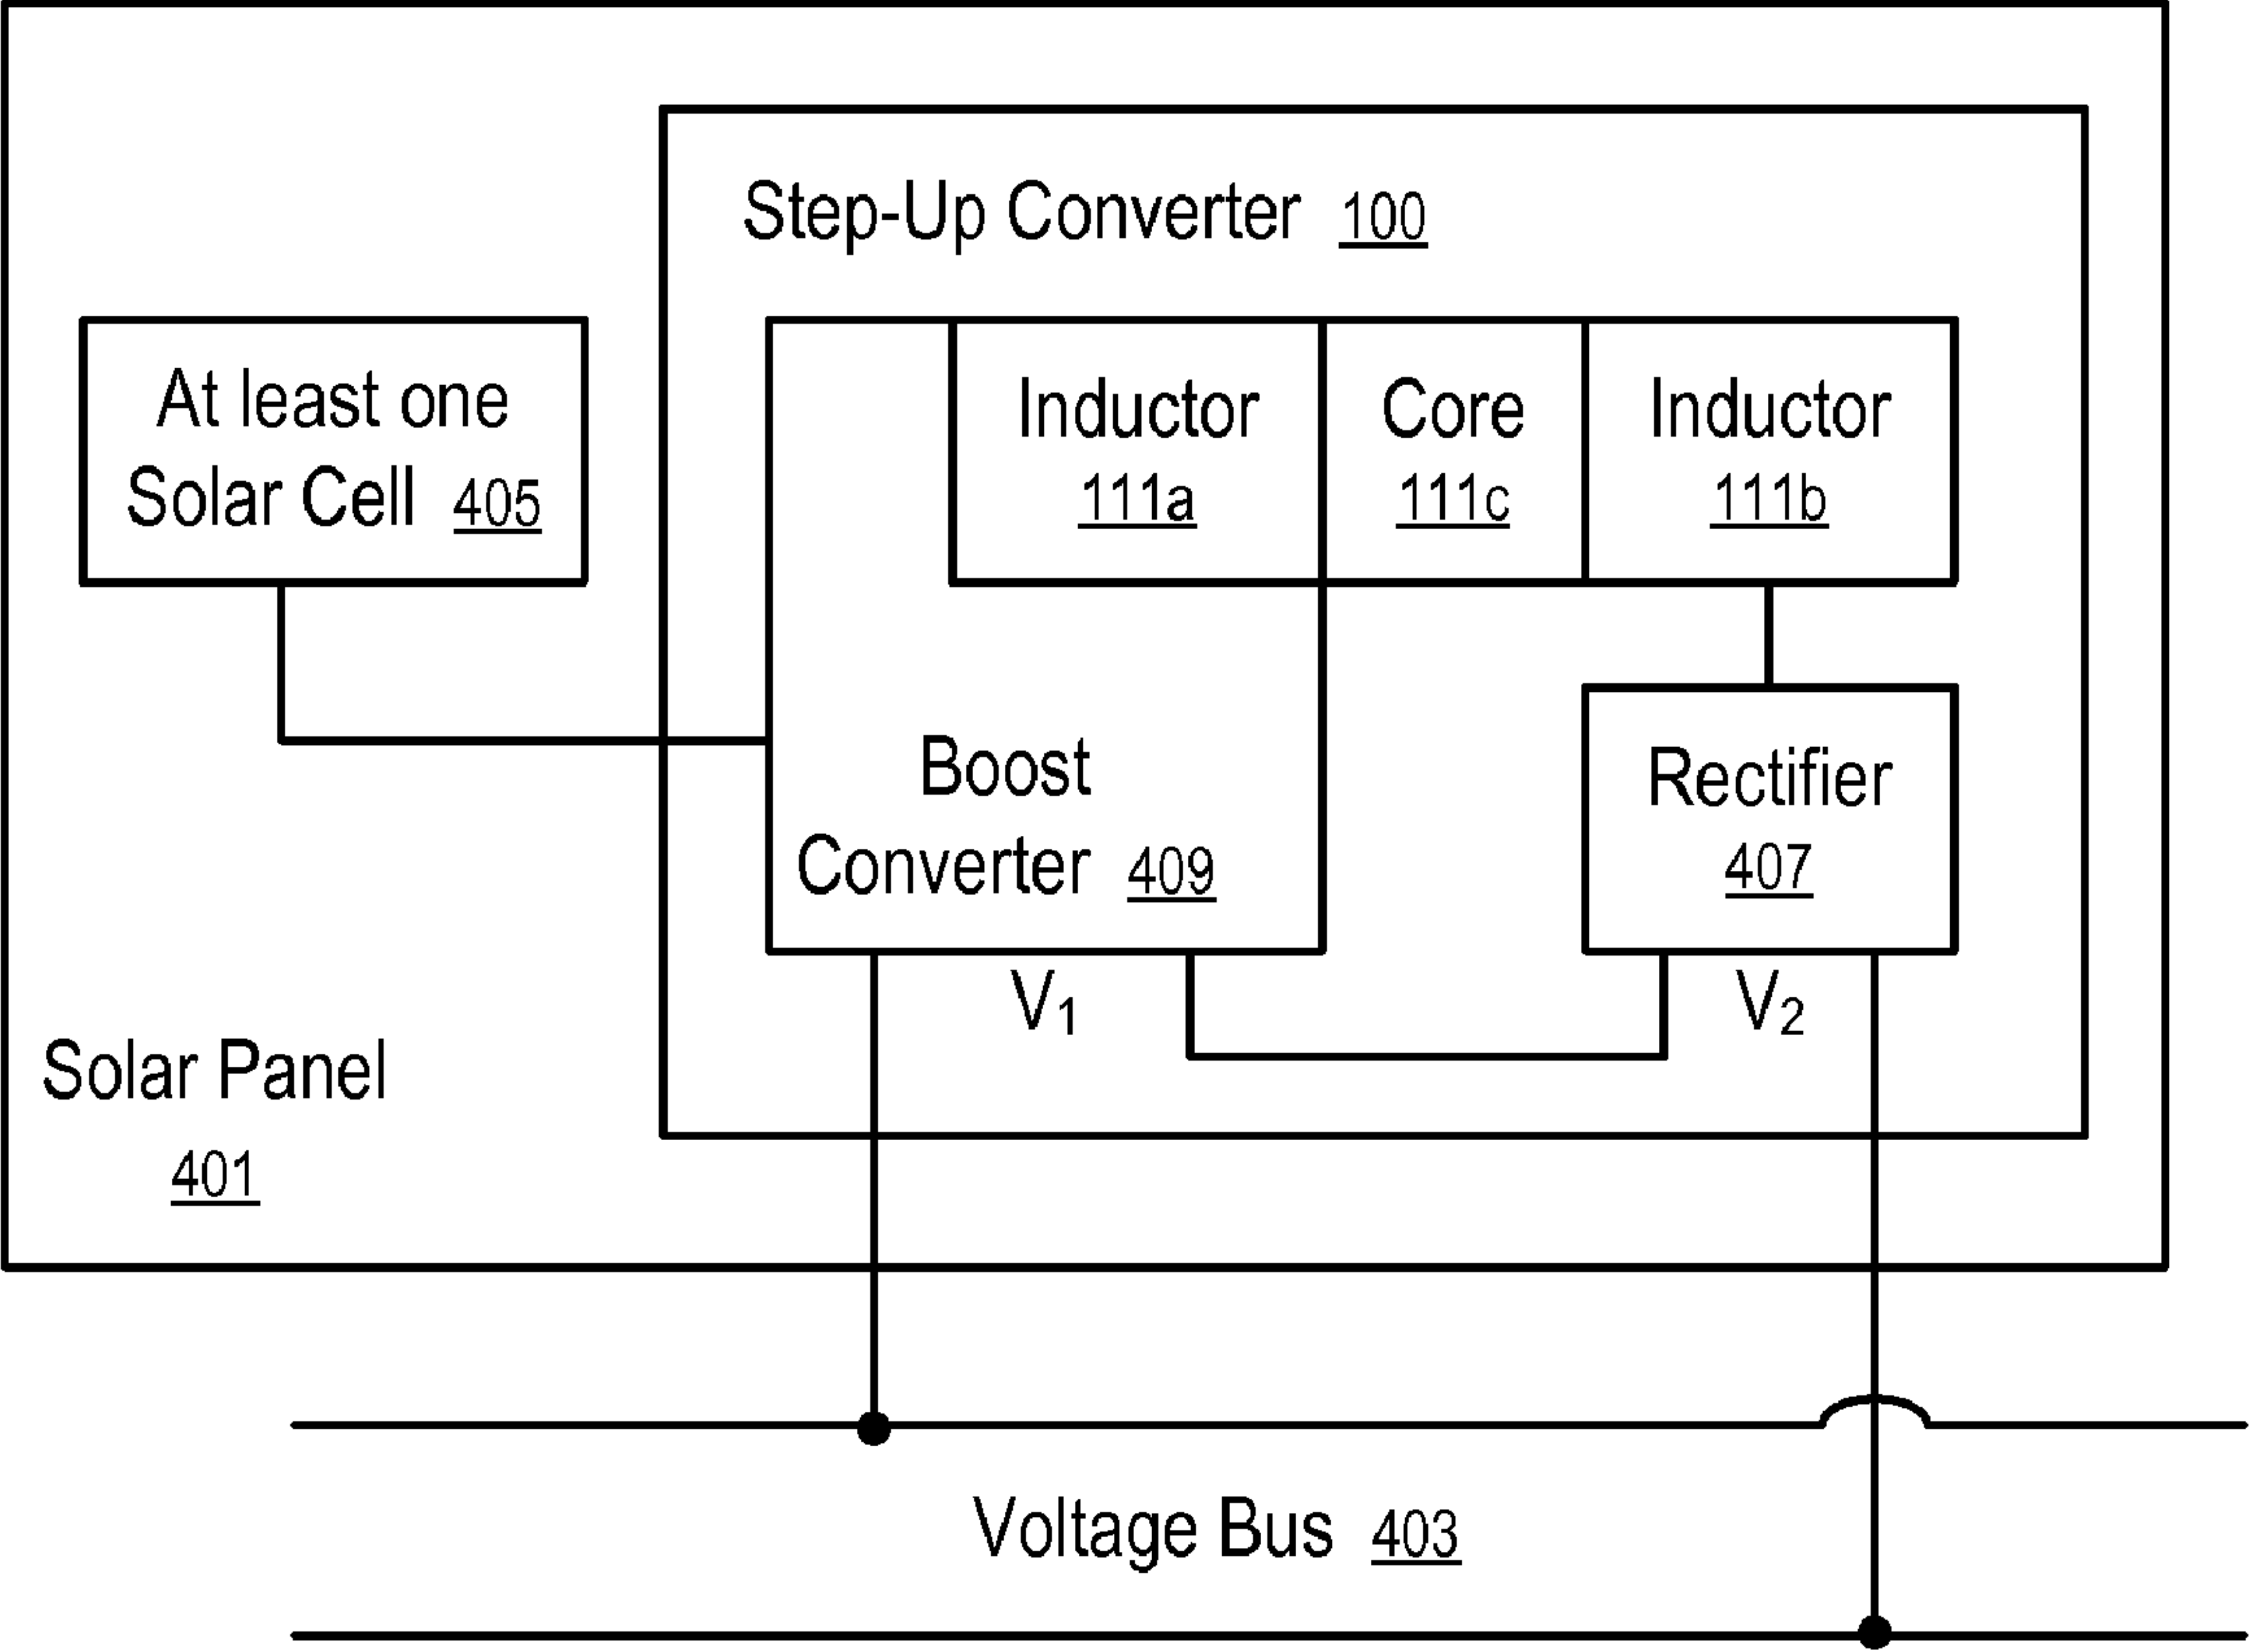 Step-Up Converter 100
At least one
Solar Cell 405
Inductor
111a
Core
111c
Inductor
111b
Boost
Converter 409
Rectifier
407
V1
V2
Solar Panel
401
Voltage Bus 403